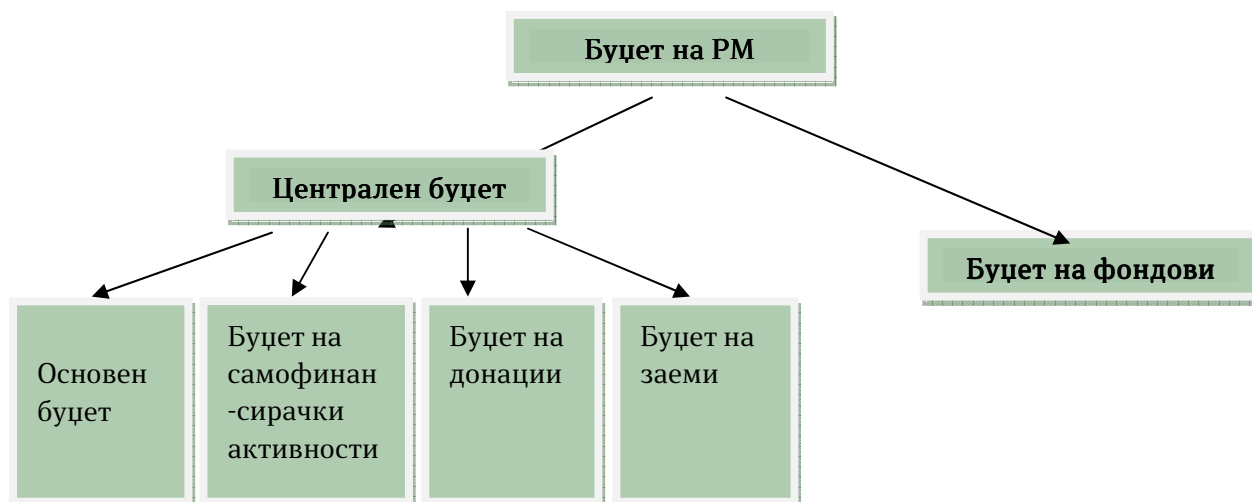 Буџет на РМ
Централен буџет
Буџет на фондови
Основен
буџет
Буџет на
самофинан
-сирачки
активности
Буџет на
донации
Буџет на
заеми